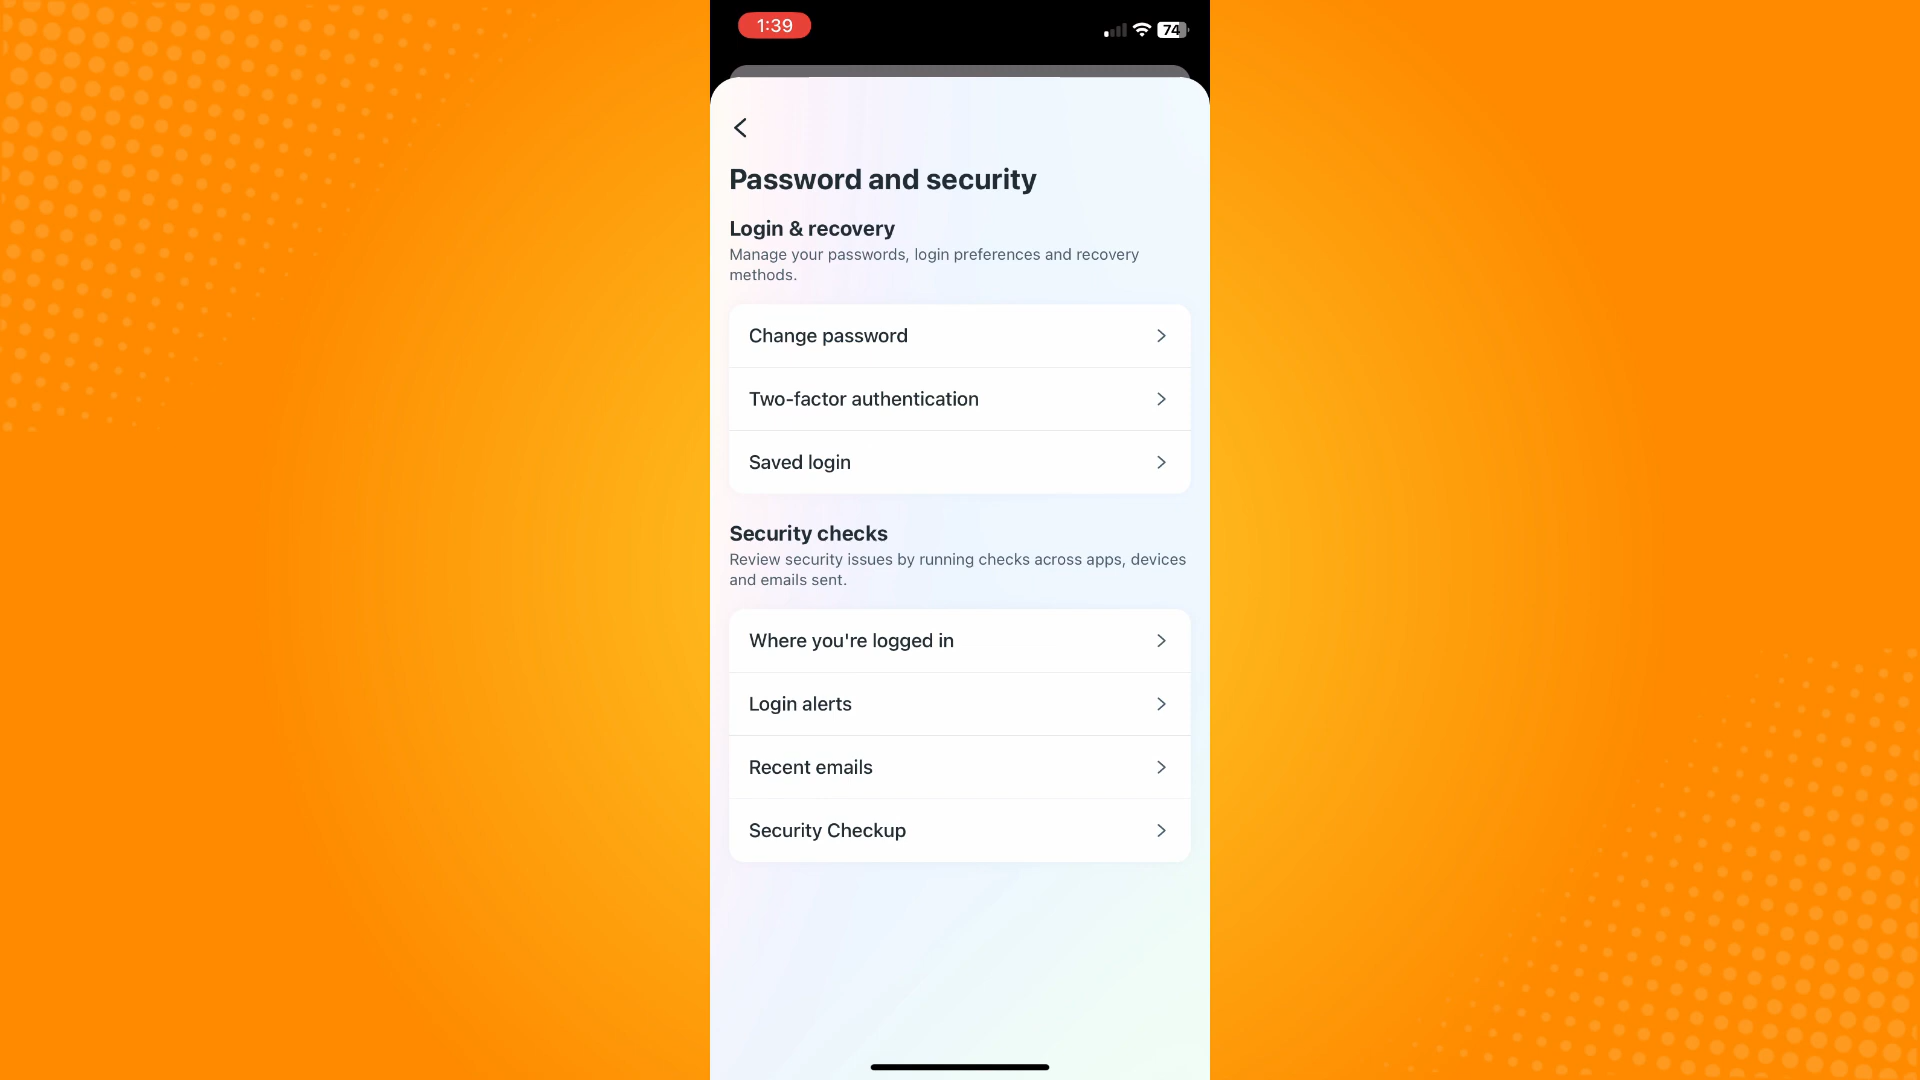 1:39
74
Password and security
Login & recovery
Manage your passwords, login preferences and recovery
methods.
Change password
Two-factor authentication
Saved login
Security checks
Review security issues by running checks across apps, devices
and emails sent.
Where you're logged in
Login alerts
Recent emails
Security Checkup